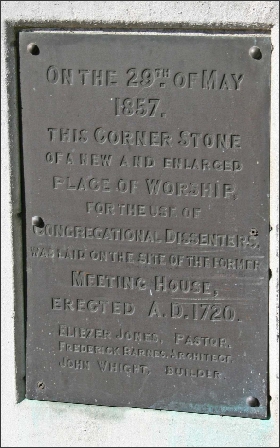 ON THE 29TH OF MAY
1857.
THIS CORNER STONE
OF A NEW AND ENLARGED
PLACE OF WORSHIP,
FOR THE USE OF
CONGREGATIONAL DISSENTERS,
WAS LAID ON THE SITE OF THE FORMER
MEETING HOUSE,
ERECTED A.D. 1720.
ELIEZER JONES, PASTOR.
FREDERICK BARNES, ARCHITECT.
JOHN WHIGHT, BUILDER.